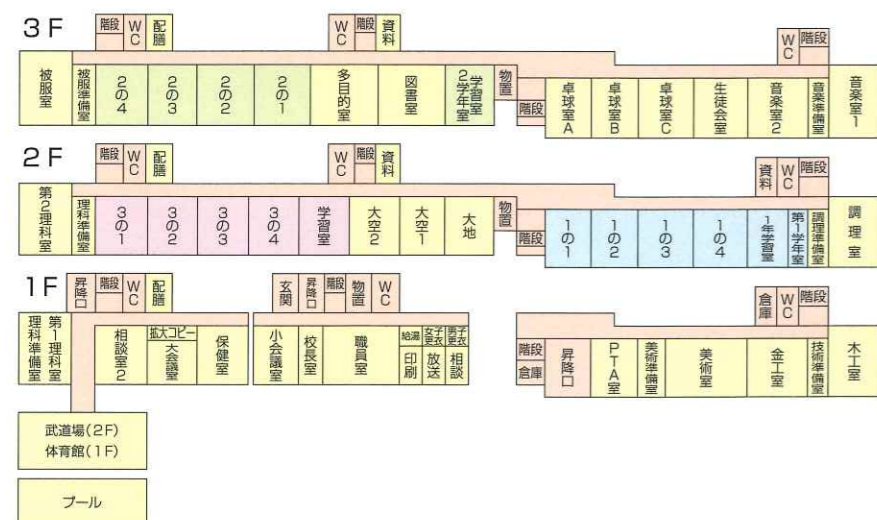 3F
階段
WC
配膳
WC
階段
資料
WC
階段
被服室
被服準備室
2の4
2の3
2の2
2の1
多目的室
図書室
学習室
2学年室
物置
階段
卓球室A
卓球室B
卓球室C
生徒会室
音楽室2
音楽準備室
音楽室1
2F
階段
WC
配膳
WC
階段
資料
資料
WC
階段
第2理科室
理科準備室
3の1
3の2
3の3
3の4
学習室
大空2
大空1
大地
物置
階段
1の1
1の2
1の3
1の4
1年学習室
第1学年室
調理準備室
調理室
1F
昇降口
階段
WC
配膳
玄関
昇降口
階段
物置
WC
倉庫
WC
階段
第1理科室
理科準備室
相談室2
拡大コピー
大会議室
保健室
小会議室
校長室
職員室
給湯
印刷
女子更衣
放送
男子更衣
相談
階段
倉庫
昇降口
PTA室
美術準備室
美術室
金工室
技術準備室
木工室
武道場(2F)
体育館(1F)
プール